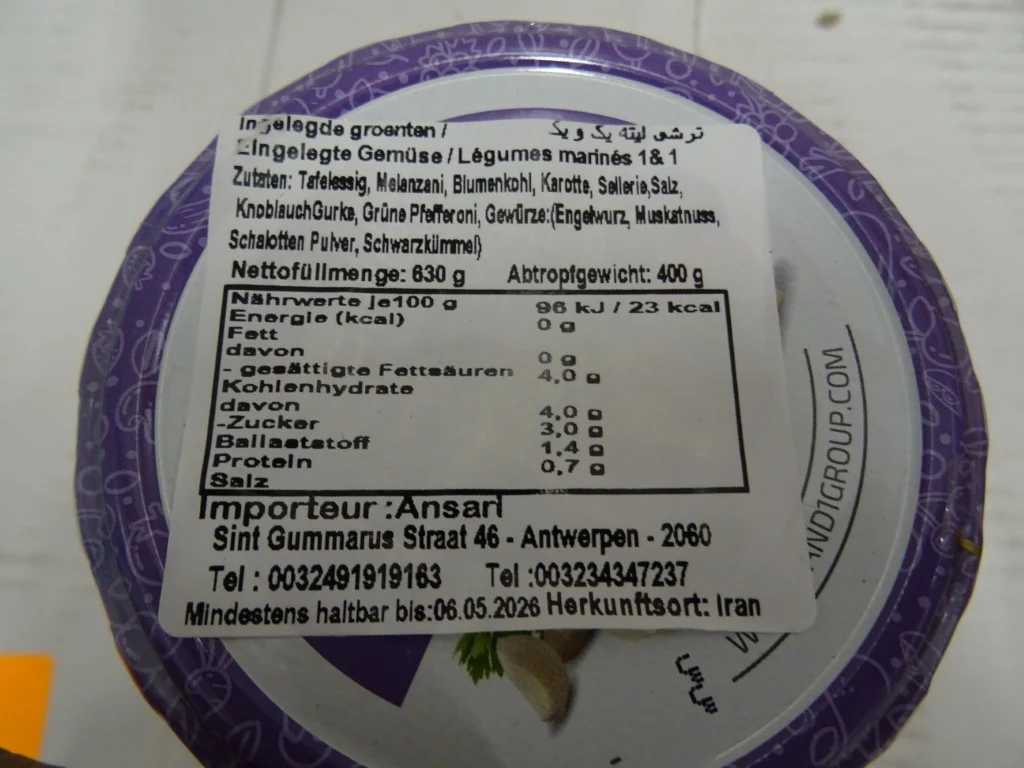 Ingelegde groenten / ترشی لیته یک و یک
Eingelegte Gemüse / Légumes marinés 1&1
Zutaten: Tafelessig, Melanzani, Blumenkohl, Karotte, Sellerie,Salz,
KnoblauchGurke, Grüne Pfefferoni, Gewürze:(Engelwurz, Muskatnuss,
Schalotten Pulver, Schwarzkümmel)
Nettofüllmenge: 630 g Abtropfgewicht: 400 g
Nährwerte je100 g
Energie (kcal) 96 kJ / 23 kcal
Fett 0 g
davon
- gesättigte Fettsäuren 0 g
Kohlenhydrate 4,0 g
davon
-Zucker 4,0 g
Ballaststoff 3,0 g
Protein 1,4 g
Salz 0,7 g
Importeur :Ansari
Sint Gummarus Straat 46 - Antwerpen - 2060
Tel : 0032491919163 Tel :003234347237
Mindestens haltbar bis:06.05.2026 Herkunftsort: Iran
AND1GROUP.COM